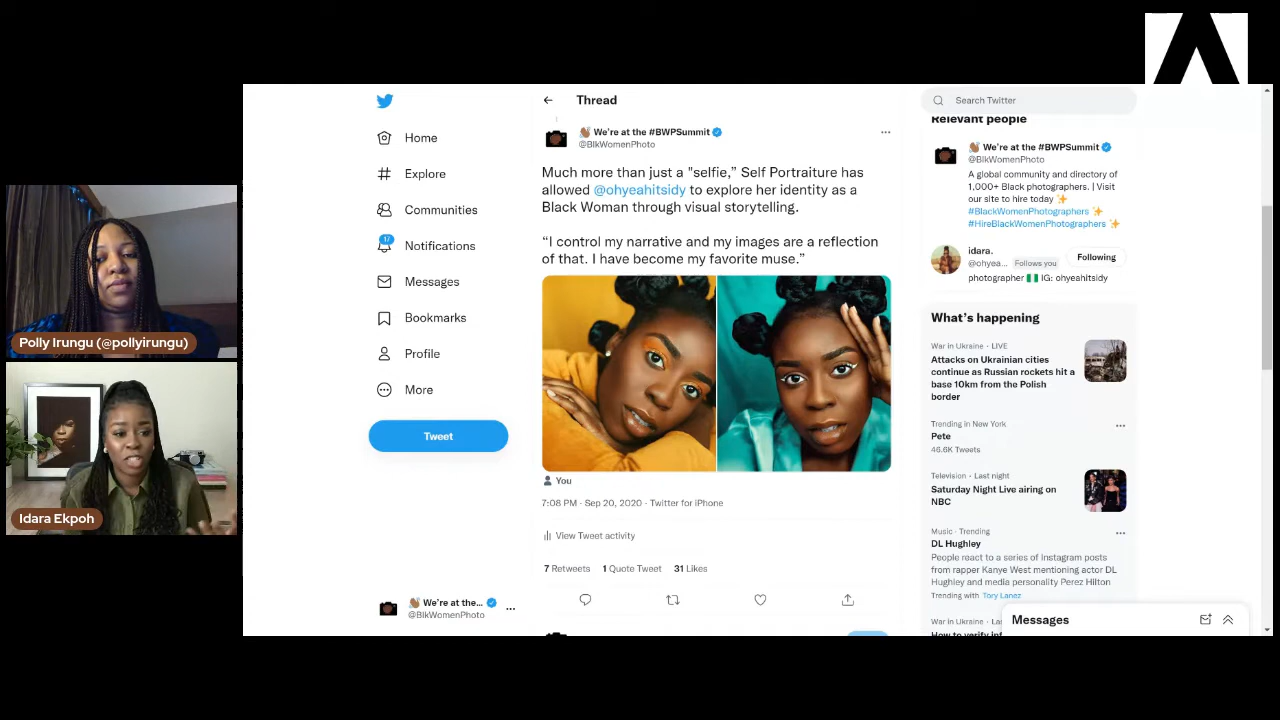 Polly Irungu (@pollyirungu)
Idara Ekpoh
Home
Explore
Communities
17
Notifications
Messages
Bookmarks
Profile
More
Tweet
We're at the...
@BlkWomenPhoto
Thread
We're at the #BWPSummit
@BlkWomenPhoto
Much more than just a "selfie,” Self Portraiture has
allowed @ohyeahitsidy to explore her identity as a
Black Woman through visual storytelling.
“I control my narrative and my images are a reflection
of that. I have become my favorite muse.”
You
7:08 PM · Sep 20, 2020 · Twitter for iPhone
View Tweet activity
7 Retweets 1 Quote Tweet 31 Likes
Search Twitter
Relevant people
We're at the #BWPSummit
@BlkWomenPhoto
A global community and directory of
1,000+ Black photographers. | Visit
our site to hire today
#BlackWomenPhotographers
#HireBlackWomenPhotographers
idara.
@ohyea... Follows you
Following
photographer IG: ohyeahitsidy
What's happening
War in Ukraine · LIVE
Attacks on Ukrainian cities
continue as Russian rockets hit a
base 10km from the Polish
border
Trending in New York
Pete
46.6K Tweets
Television · Last night
Saturday Night Live airing on
NBC
Music · Trending
DL Hughley
People react to a series of Instagram posts
from rapper Kanye West mentioning actor DL
Hughley and media personality Perez Hilton
Trending with Tory Lanez
War in Ukraine ·
How to verify
Messages